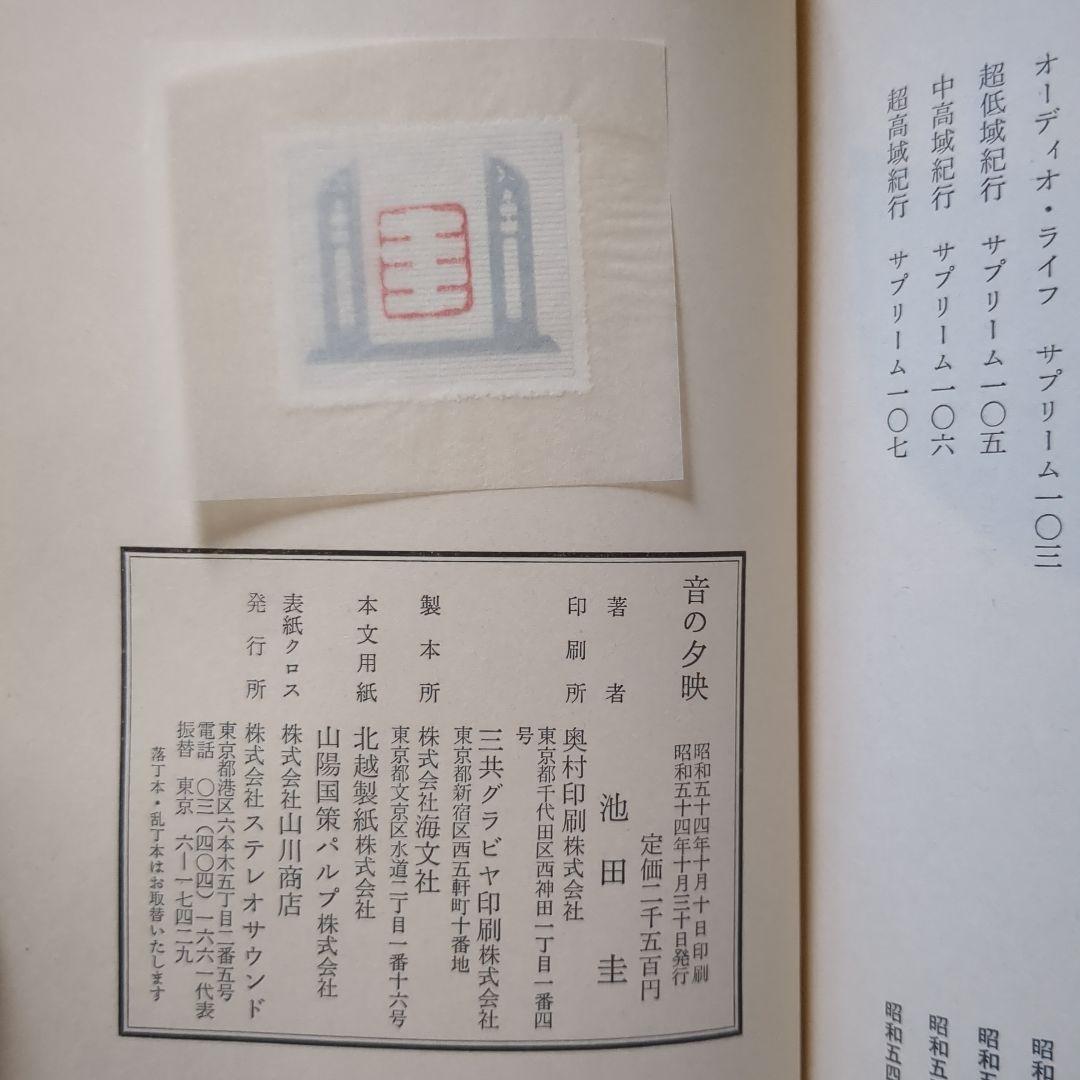 オーディオ・ライフ サプリーム一〇三
超低域紀行 サプリーム一〇五
中高域紀行 サプリーム一〇六
超高域紀行 サプリーム一〇七
昭和
昭和五
昭和五
昭和五四
音の夕映
昭和五十四年十月十日印刷
昭和五十四年十月三十日発行
定価二千五百円
著者 池田圭
印刷所 奥村印刷株式会社
東京都千代田区西神田一丁目一番四
号
三共グラビヤ印刷株式会社
東京都新宿区西五軒町十番地
製本所 株式会社海文社
東京都文京区水道二丁目一番十六号
本文用紙 北越製紙株式会社
山陽国策パルプ株式会社
表紙クロス 株式会社山川商店
発行所 株式会社ステレオサウンド
東京都港区六本木五丁目二番五号
電話 〇三(四〇四)一六六一代表
振替 東京 六-一七四二九
落丁本・乱丁本はお取替いたします